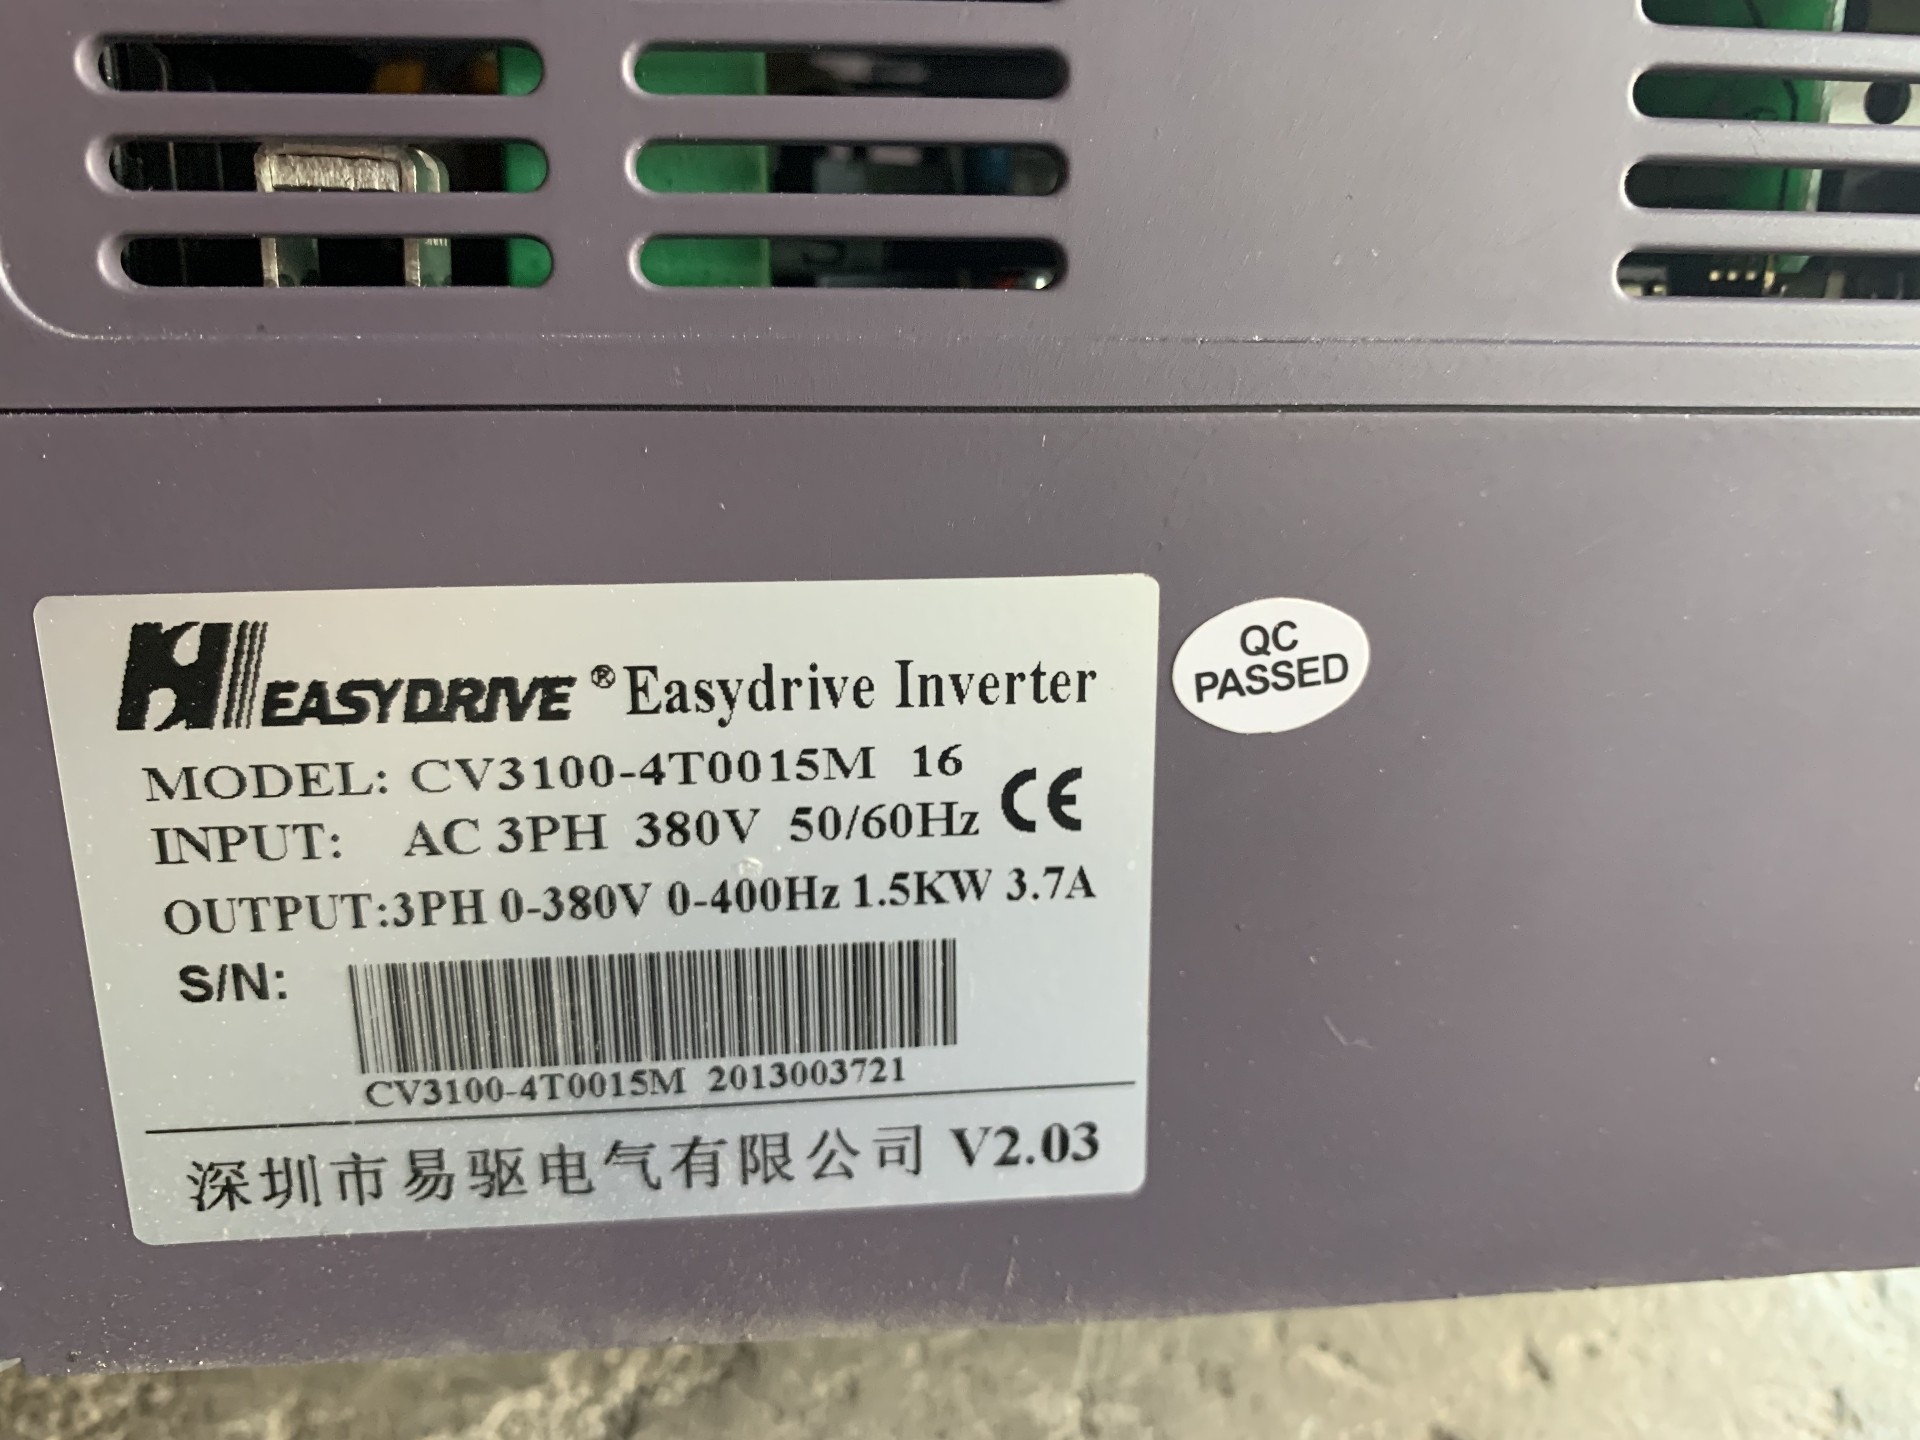 EASYDRIVE® Easydrive Inverter
MODEL: CV3100-4T0015M 16
CE
INPUT: AC 3PH 380V 50/60Hz
OUTPUT:3PH 0-380V 0-400Hz 1.5KW 3.7A
S/N:
CV3100-4T0015M 2013003721
深圳市易驱电气有限公司 V2.03
QC
PASSED